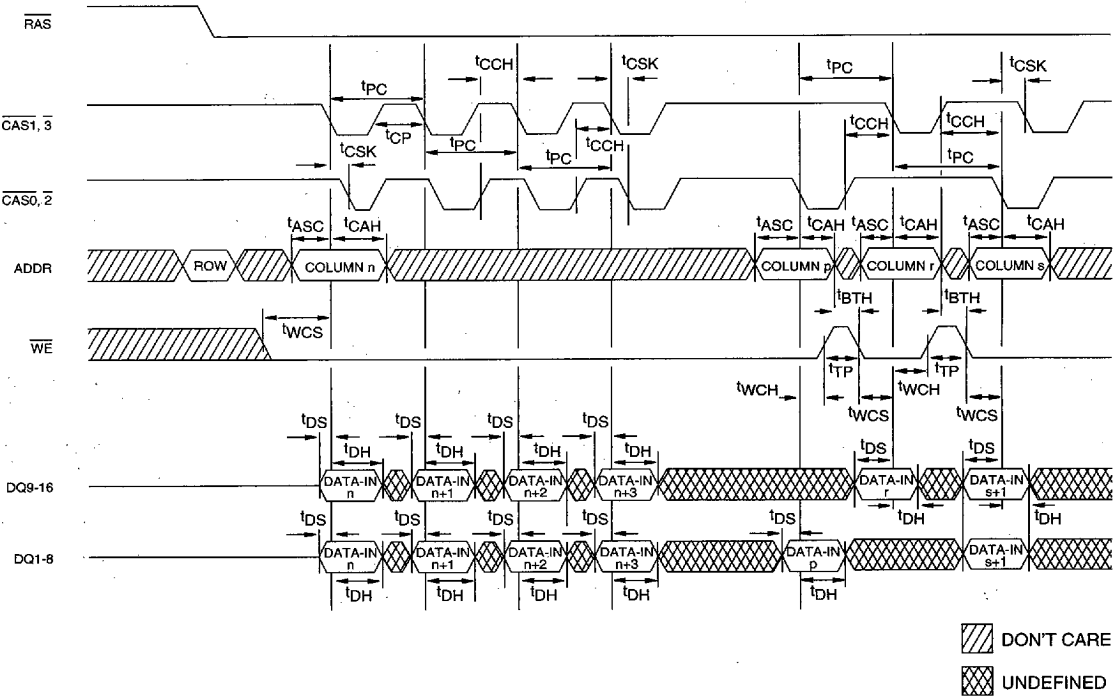 RAS
tPC tCCH tCSK tPC tCSK
CAS1, 3
tCP tPC tCCH tCCH tCCH
tCSK tPC tPC
CAS0, 2
tASC tCAH tASC tCAH tASC tCAH tASC tCAH
ADDR ROW COLUMN n COLUMN p COLUMN r COLUMN s
tBTH tBTH
tWCS
WE
tTP tTP
tWCH tWCH
tWCS tWCS
tDS tDS tDS tDS tDS tDS
tDH tDH tDH tDH
DQ9-16 DATA-IN n DATA-IN n+1 DATA-IN n+2 DATA-IN n+3 DATA-IN r DATA-IN s+1
tDH tDH
tDS tDS tDS tDS tDS
DQ1-8 DATA-IN n DATA-IN n+1 DATA-IN n+2 DATA-IN n+3 DATA-IN p DATA-IN s+1
tDH tDH tDH tDH tDH
DON'T CARE
UNDEFINED